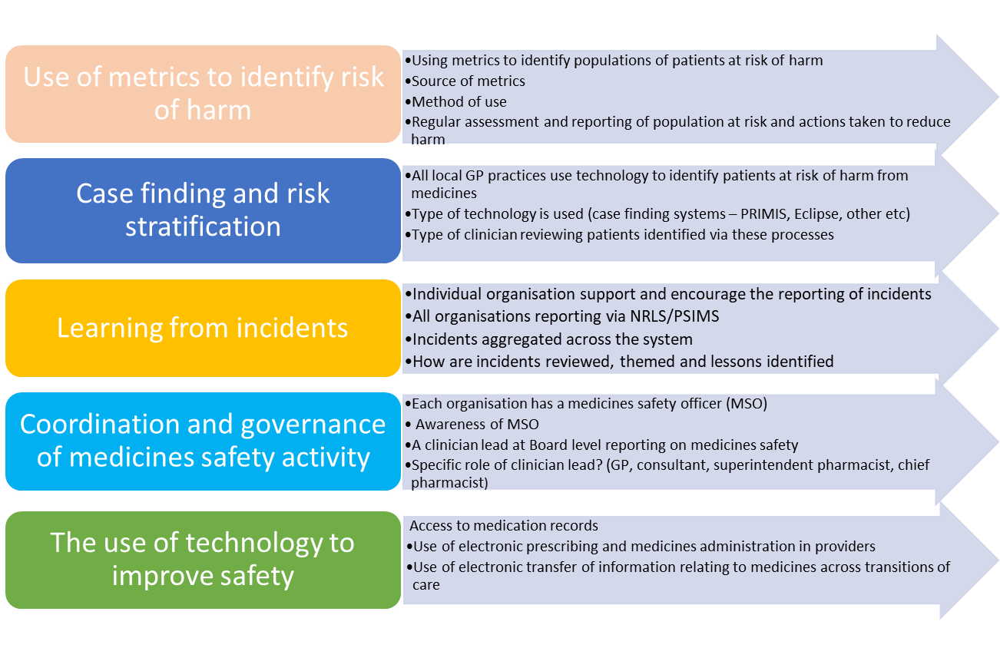 Use of metrics to identify risk
of harm
•Using metrics to identify populations of patients at risk of harm
•Source of metrics
•Method of use
•Regular assessment and reporting of population at risk and actions taken to reduce
harm
Case finding and risk
stratification
•All local GP practices use technology to identify patients at risk of harm from
medicines
•Type of technology is used (case finding systems – PRIMIS, Eclipse, other etc)
•Type of clinician reviewing patients identified via these processes
Learning from incidents
•Individual organisation support and encourage the reporting of incidents
•All organisations reporting via NRLS/PSIMS
•Incidents aggregated across the system
•How are incidents reviewed, themed and lessons identified
Coordination and governance
of medicines safety activity
•Each organisation has a medicines safety officer (MSO)
• Awareness of MSO
•A clinician lead at Board level reporting on medicines safety
•Specific role of clinician lead? (GP, consultant, superintendent pharmacist, chief
pharmacist)
The use of technology to
improve safety
Access to medication records
•Use of electronic prescribing and medicines administration in providers
•Use of electronic transfer of information relating to medicines across transitions of
care